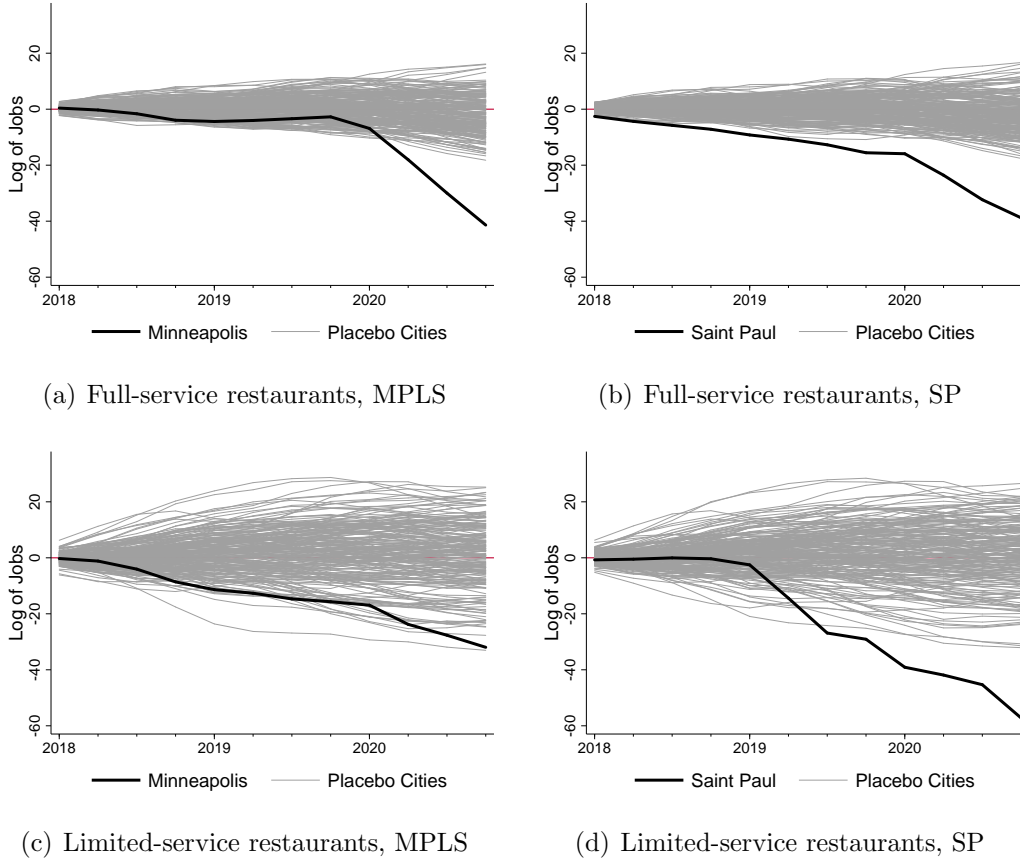 Log of Jobs
20
0
-20
-40
-60
2018 2019 2020
Minneapolis Placebo Cities
(a) Full-service restaurants, MPLS
Log of Jobs
20
0
-20
-40
-60
2018 2019 2020
Saint Paul Placebo Cities
(b) Full-service restaurants, SP
Log of Jobs
20
0
-20
-40
-60
2018 2019 2020
Minneapolis Placebo Cities
(c) Limited-service restaurants, MPLS
Log of Jobs
20
0
-20
-40
-60
2018 2019 2020
Saint Paul Placebo Cities
(d) Limited-service restaurants, SP